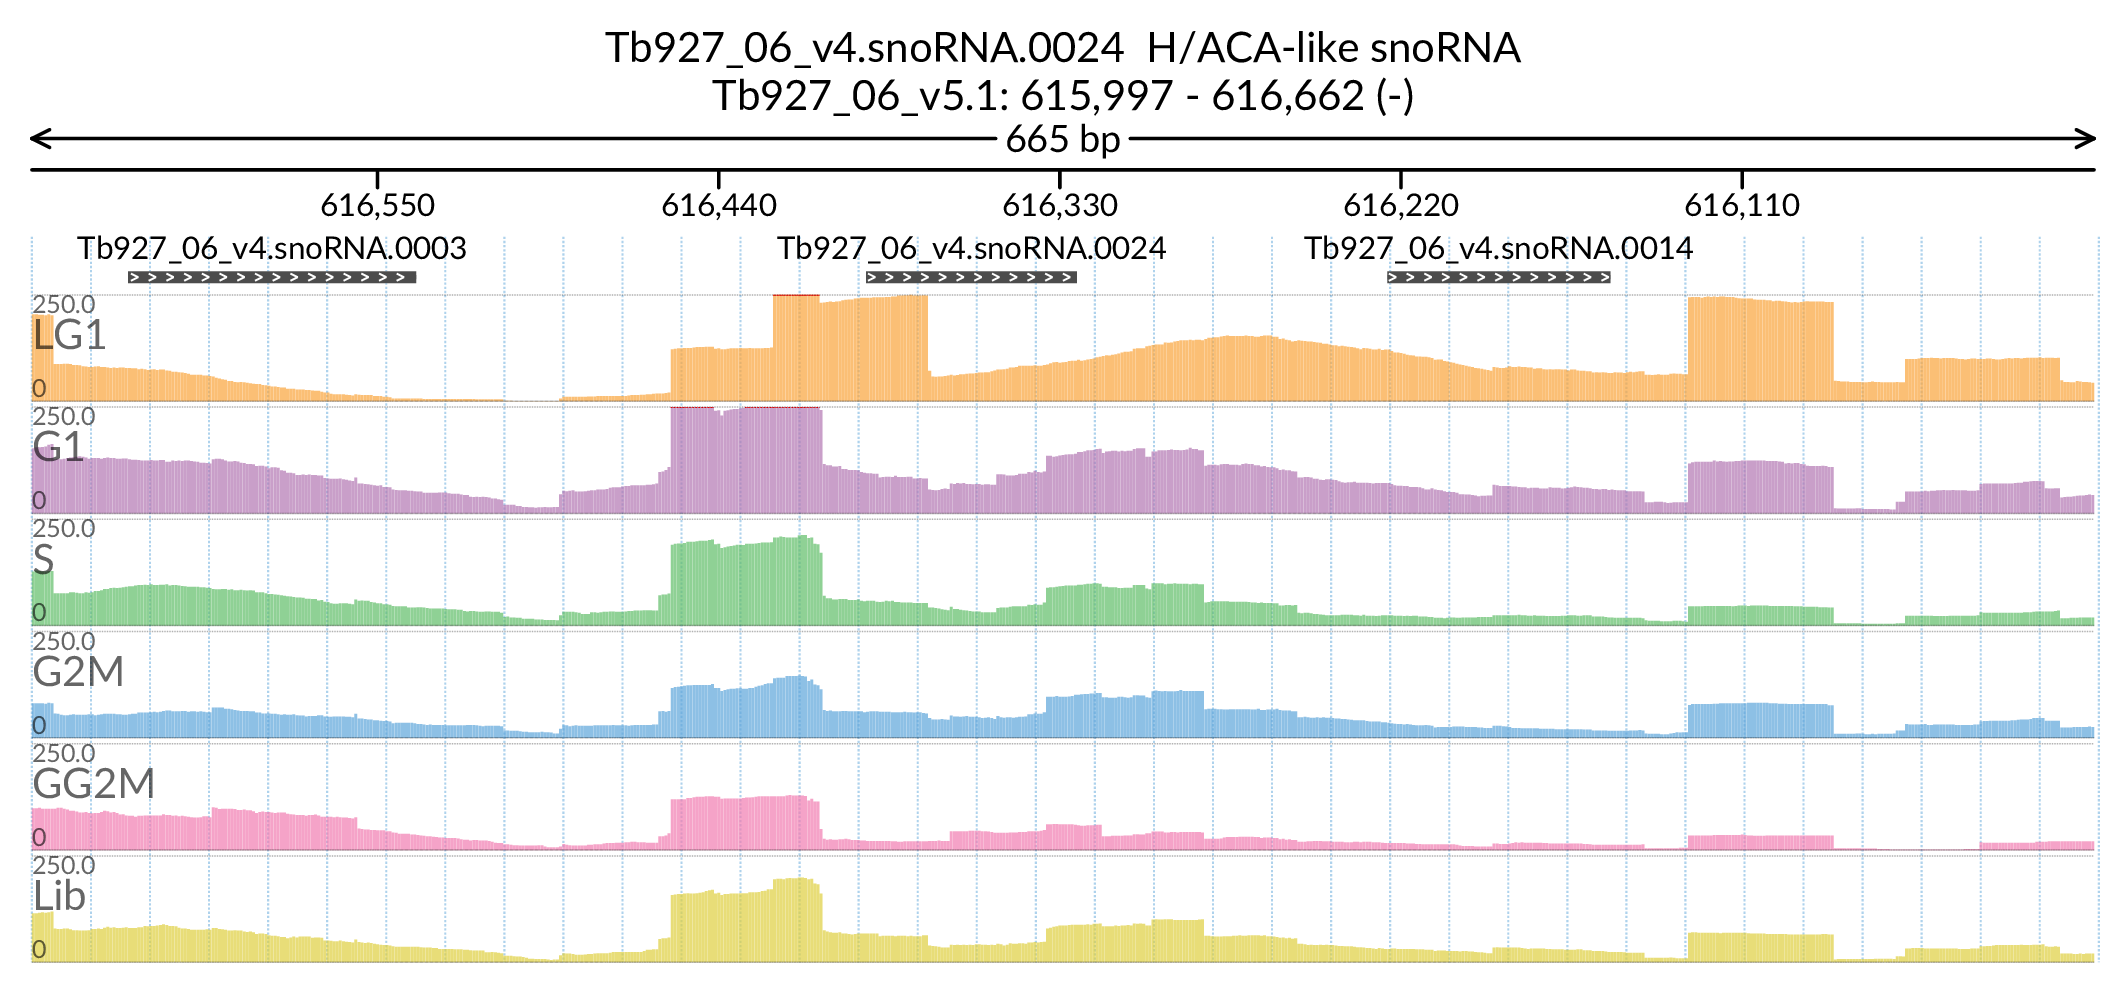 Tb927_06_v4.snoRNA.0024 H/ACA-like snoRNA
Tb927_06_v5.1: 615,997 - 616,662 (-)
665 bp
616,550 616,440 616,330 616,220 616,110
Tb927_06_v4.snoRNA.0003 Tb927_06_v4.snoRNA.0024 Tb927_06_v4.snoRNA.0014
250.0
LG1
0
250.0
G1
0
250.0
S
0
250.0
G2M
0
250.0
GG2M
0
250.0
Lib
0